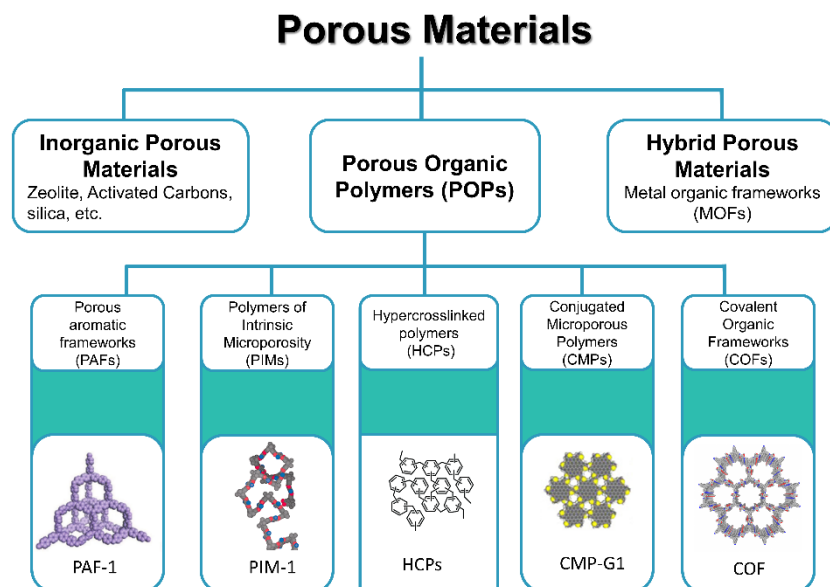 Porous Materials
Inorganic Porous
Materials
Zeolite, Activated Carbons,
silica, etc.
Porous Organic
Polymers (POPs)
Hybrid Porous
Materials
Metal organic frameworks
(MOFs)
Porous
aromatic
frameworks
(PAFs)
Polymers of
Intrinsic
Microporosity
(PIMs)
Hypercrosslinked
polymers
(HCPs)
Conjugated
Microporous
Polymers
(CMPs)
Covalent
Organic
Frameworks
(COFs)
PAF-1
PIM-1
HCPs
CMP-G1
COF